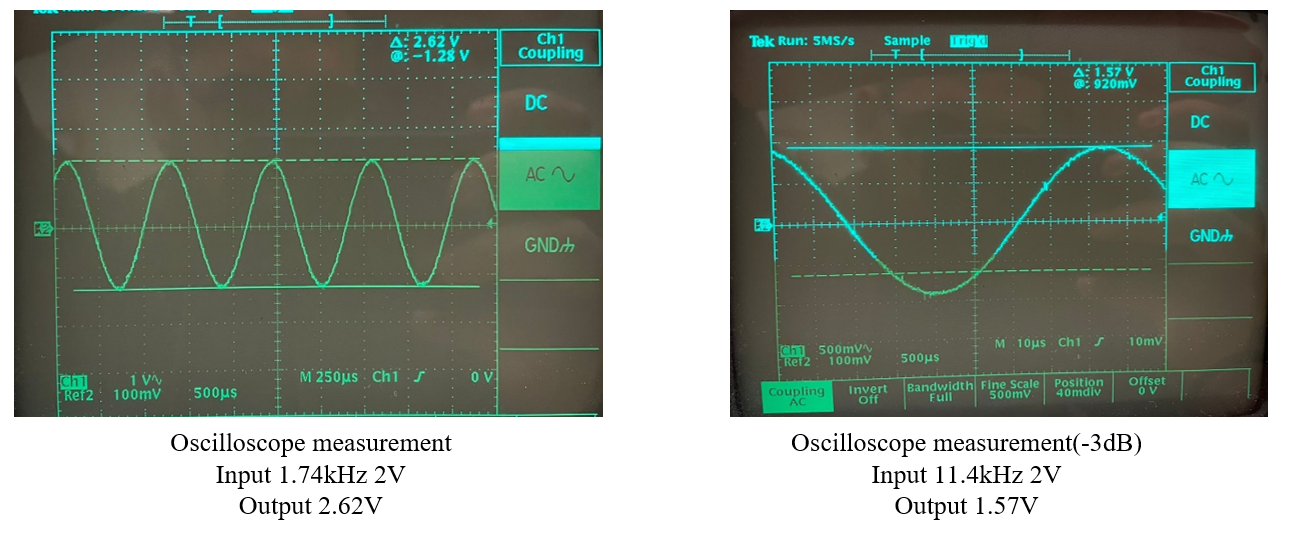 Δ: 2.62 V
@: -1.28 V
Ch1
Coupling
DC
AC
GND
Ch1 1 V
M 250µs Ch1 0 V
Ref2 100mV 500µs
Oscilloscope measurement
Input 1.74kHz 2V
Output 2.62V
Tek Run: 5MS/s Sample Trig'd
Δ: 1.57 V
@: 920mV
Ch1
Coupling
DC
AC
GND
M 10µs Ch1 10mV
Ch1 500mV
Ref2 100mV 500µs
Coupling
AC
Invert
Off
Bandwidth
Full
Fine Scale
500mV
Position
40mdiv
Offset
0 V
Oscilloscope measurement(-3dB)
Input 11.4kHz 2V
Output 1.57V